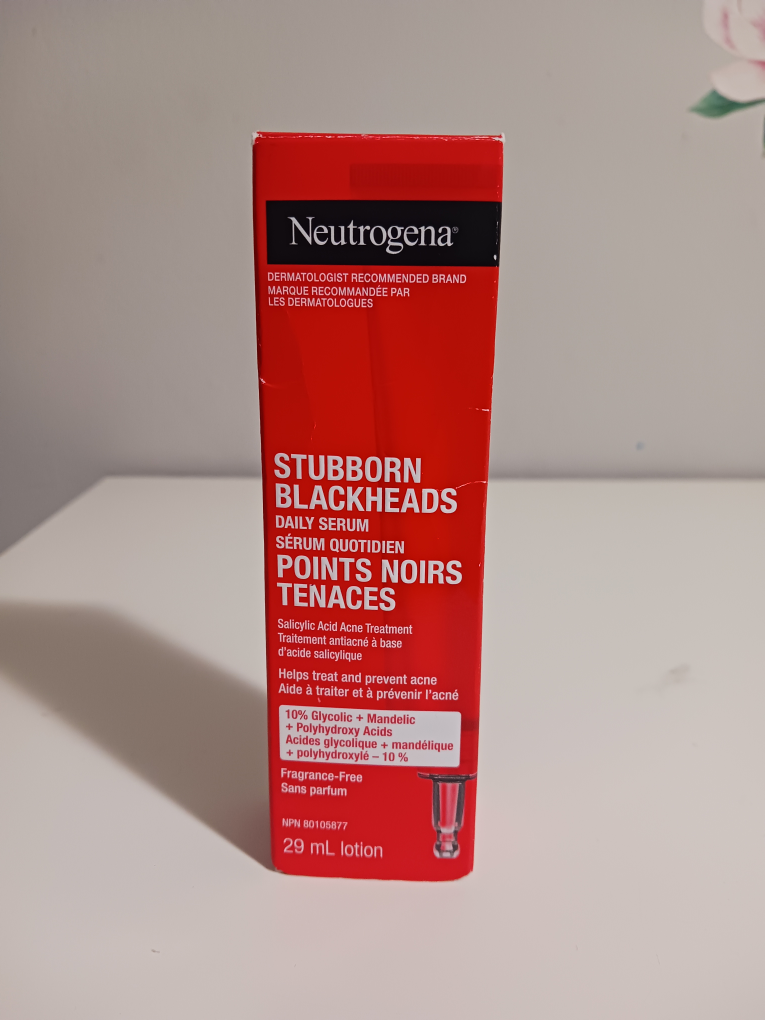 Neutrogena®
DERMATOLOGIST RECOMMENDED BRAND
MARQUE RECOMMANDÉE PAR
LES DERMATOLOGUES
STUBBORN
BLACKHEADS
DAILY SERUM
SÉRUM QUOTIDIEN
POINTS NOIRS
TENACES
Salicylic Acid Acne Treatment
Traitement antiacné à base
d'acide salicylique
Helps treat and prevent acne
Aide à traiter et à prévenir l'acné
10% Glycolic + Mandelic
+ Polyhydroxy Acids
Acides glycolique + mandélique
+ polyhydroxylé – 10 %
Fragrance-Free
Sans parfum
NPN 80105877
29 mL lotion